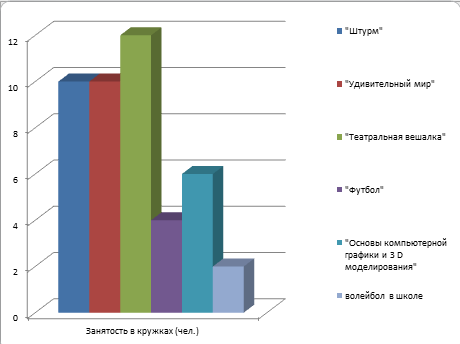 12
10
8
6
4
2
0
Занятость в кружках (чел.)
"Штурм"
"Удивительный мир"
"Театральная вешалка"
"Футбол"
"Основы компьютерной
графики и 3 D
моделирования"
волейбол в школе